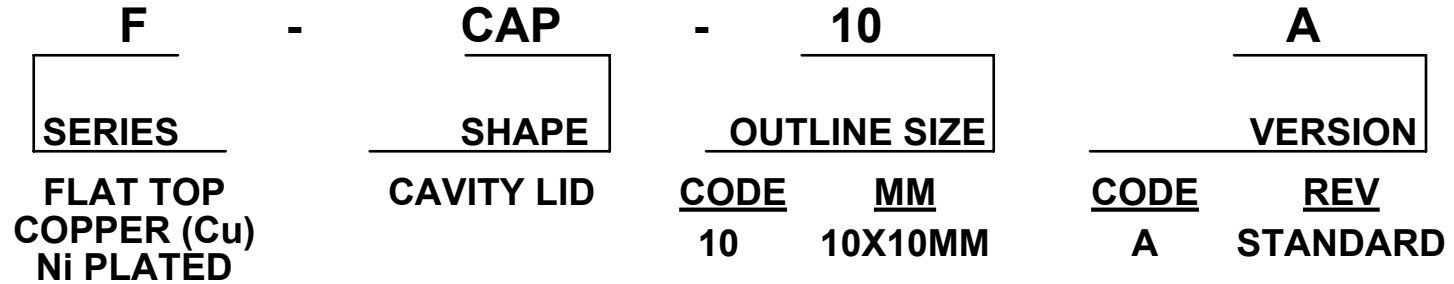 F - CAP - 10 A
SERIES SHAPE OUTLINE SIZE VERSION
FLAT TOP CAVITY LID CODE MM CODE REV
COPPER (Cu) 10 10X10MM A STANDARD
Ni PLATED